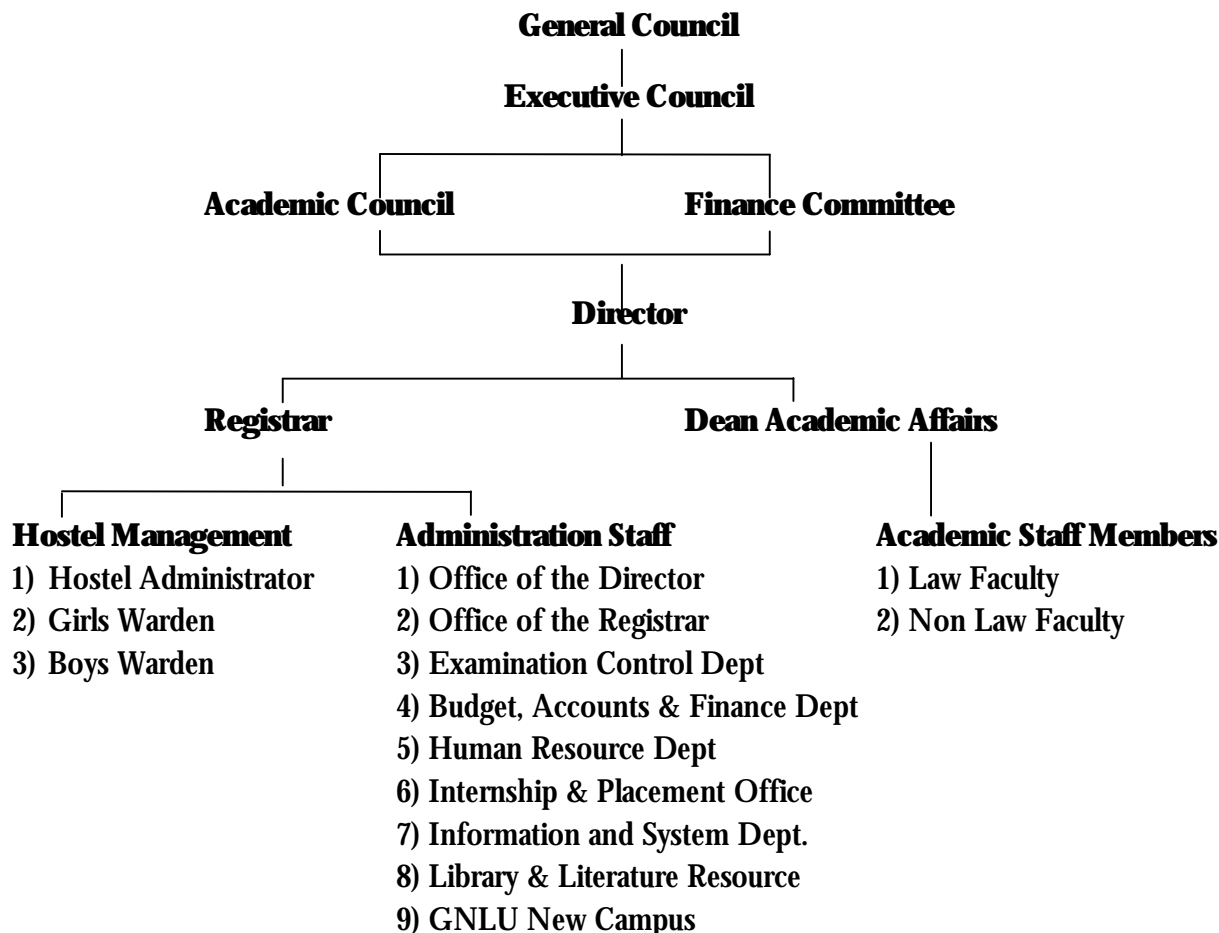 General Council
Executive Council
Academic Council
Finance Committee
Director
Registrar
Dean Academic Affairs
Hostel Management
1) Hostel Administrator
2) Girls Warden
3) Boys Warden
Administration Staff
1) Office of the Director
2) Office of the Registrar
3) Examination Control Dept
4) Budget, Accounts & Finance Dept
5) Human Resource Dept
6) Internship & Placement Office
7) Information and System Dept.
8) Library & Literature Resource
9) GNLU New Campus
Academic Staff Members
1) Law Faculty
2) Non Law Faculty